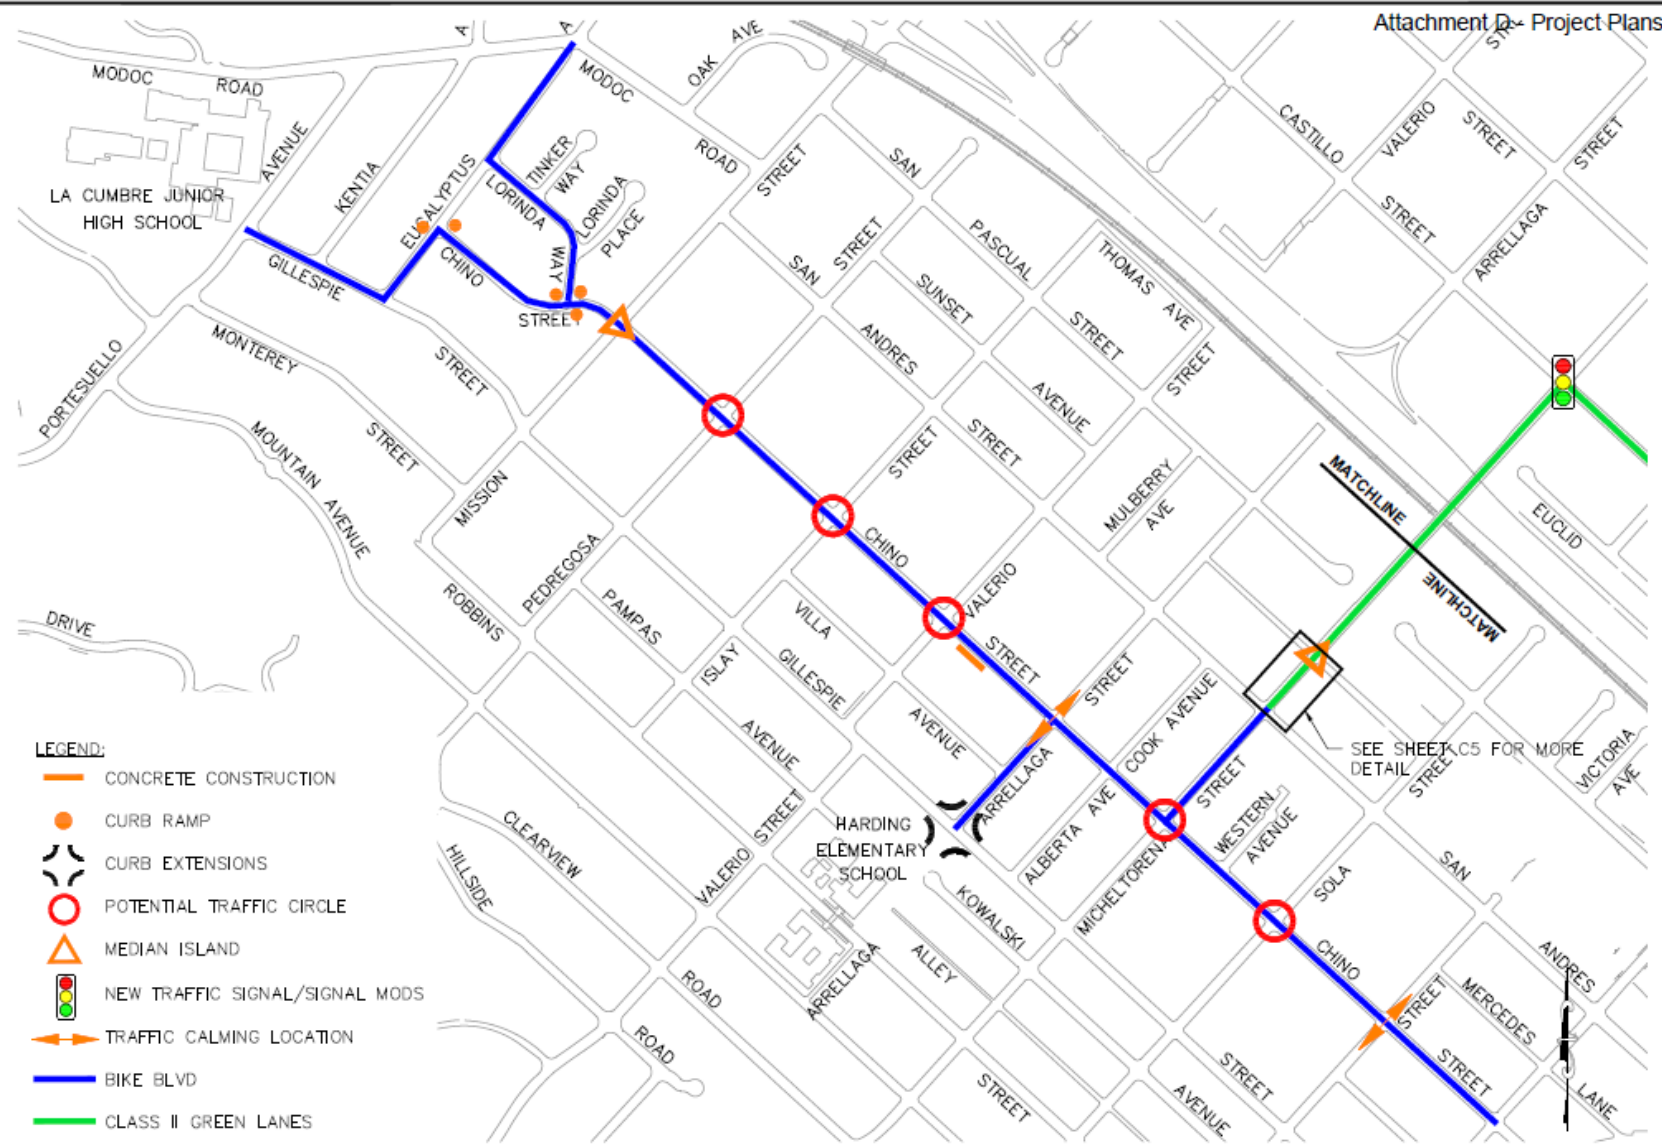 Attachment D - Project Plans
MODOC
ROAD
AVENUE
KENTIA
LA CUMBRE JUNIOR
HIGH SCHOOL
EUCALYPTUS
GILLESPIE
CHINO
STREET
LORINDA
WAY
TINKER
WAY
LORINDA
PLACE
MODOC
ROAD
OAK
AVE
STREET
SAN
STREET
SAN
PASCUAL
SUNSET
ANDRES
STREET
AVENUE
STREET
THOMAS AVE
STREET
CASTILLO
STREET
VALERIO
STREET
STREET
ARRELLAGA
STR
MONTEREY
STREET
STREET
PORTESUELLO
MOUNTAIN
AVENUE
MISSION
STREET
CHINO
STREET
MULBERRY
AVE
MATCHLINE
MATCHLINE
EUCLID
DRIVE
ROBBINS
PEDREGOSA
PAMPAS
ISLAY
VILLA
GILLESPIE
AVENUE
AVENUE
VALERIO
STREET
ARRELLAGA
COOK AVENUE
ALBERTA AVE
MICHELTORENA
STREET
WESTERN
AVENUE
SOLA
STREET
SEE SHEET C5 FOR MORE
DETAIL
VICTORIA
AVE
HARDING
ELEMENTARY
SCHOOL
VALERIO
STREET
ARRELLAGA
KOWALSKI
ALLEY
CLEARVIEW
HILLSIDE
ROAD
ROAD
CHINO
STREET
STREET
SAN
ANDRES
MERCEDES
LANE
STREET
AVENUE
STREET
LEGEND:
CONCRETE CONSTRUCTION
CURB RAMP
CURB EXTENSIONS
POTENTIAL TRAFFIC CIRCLE
MEDIAN ISLAND
NEW TRAFFIC SIGNAL/SIGNAL MODS
TRAFFIC CALMING LOCATION
BIKE BLVD
CLASS II GREEN LANES